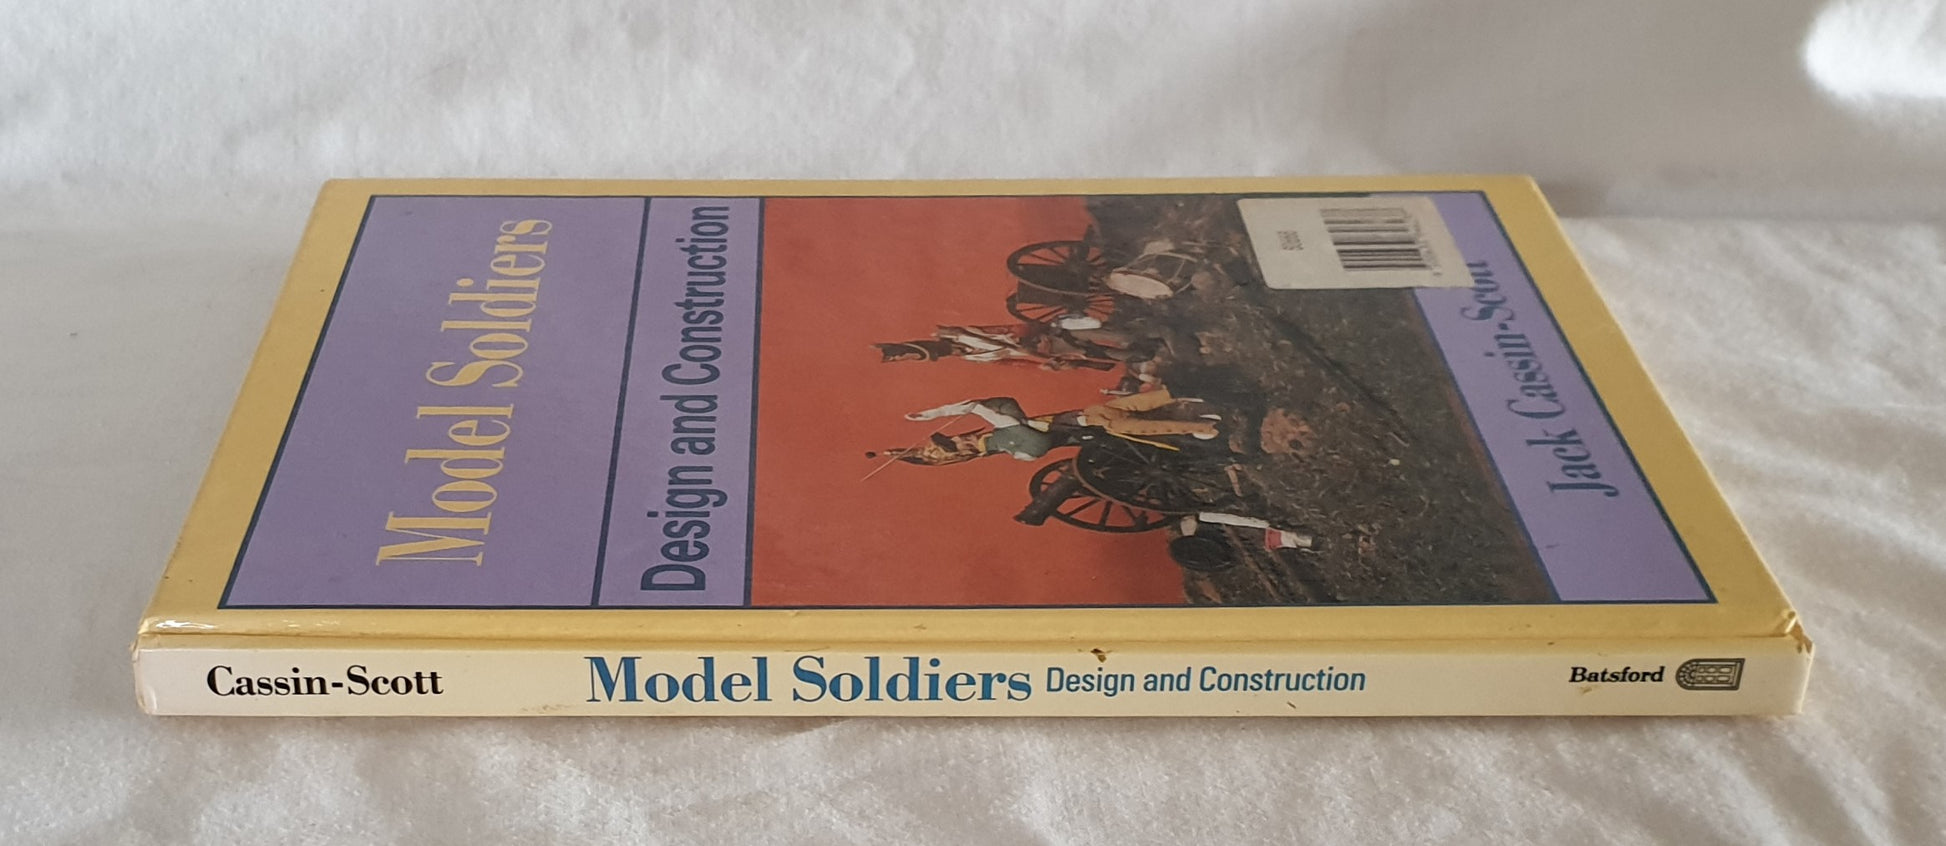 Model Soldiers
Design and Construction
Jack Cassin-Scott
Cassin-Scott Model Soldiers Design and Construction Batsford